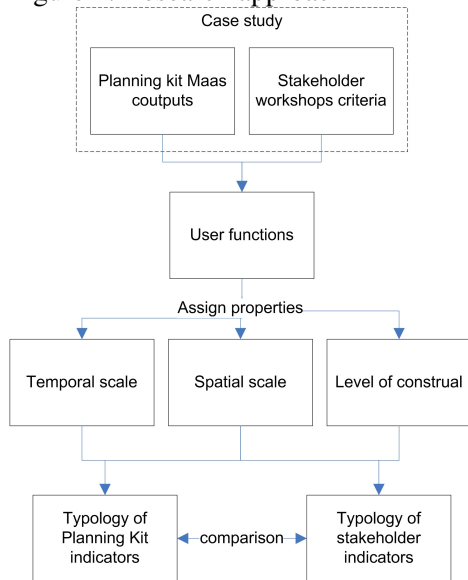 Case study
Planning kit Maas
coutputs
Stakeholder
workshops criteria
User functions
Assign properties
Temporal scale
Spatial scale
Level of construal
Typology of
Planning Kit
indicators
comparison
Typology of
stakeholder
indicators